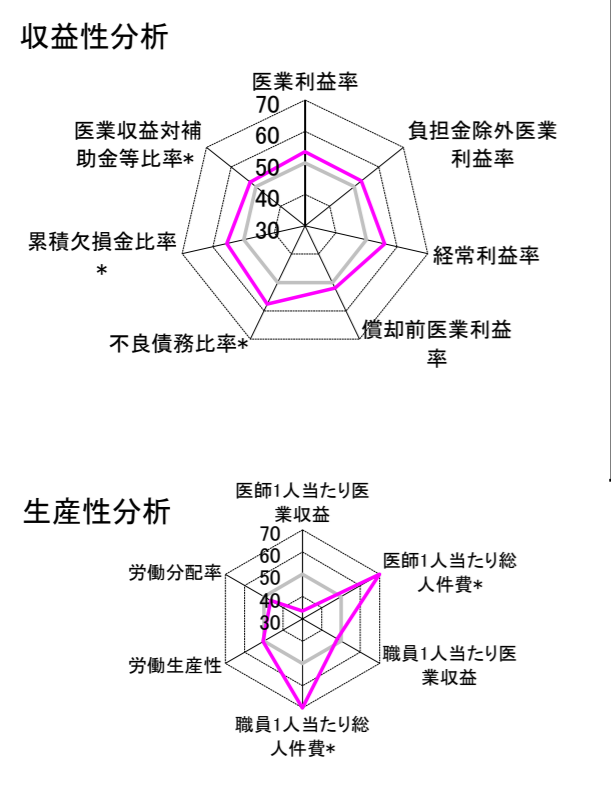 収益性分析
医業利益率
負担金除外医業
利益率
経常利益率
償却前医業利益
率
不良債務比率*
累積欠損金比率
*
医業収益対補
助金等比率*
70
60
50
40
30
生産性分析
医師1人当たり医
業収益
医師1人当たり総
人件費*
職員1人当たり医
業収益
職員1人当たり総
人件費*
労働生産性
労働分配率
70
60
50
40
30